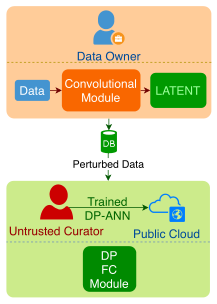 Data Owner
Data
Convolutional
Module
LATENT
DB
Perturbed Data
Trained
DP-ANN
Untrusted Curator
Public Cloud
DP
FC
Module